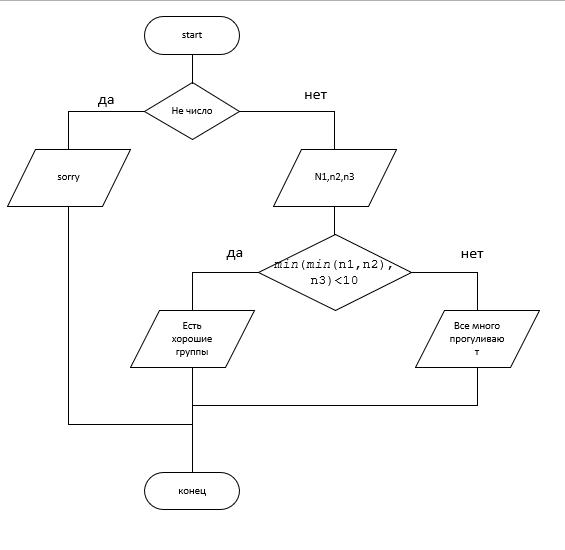 start
да
нет
Не число
sorry
N1,n2,n3
да
нет
min(min(n1,n2),
n3)<10
Есть
хорошие
группы
Все много
прогуливаю
т
конец